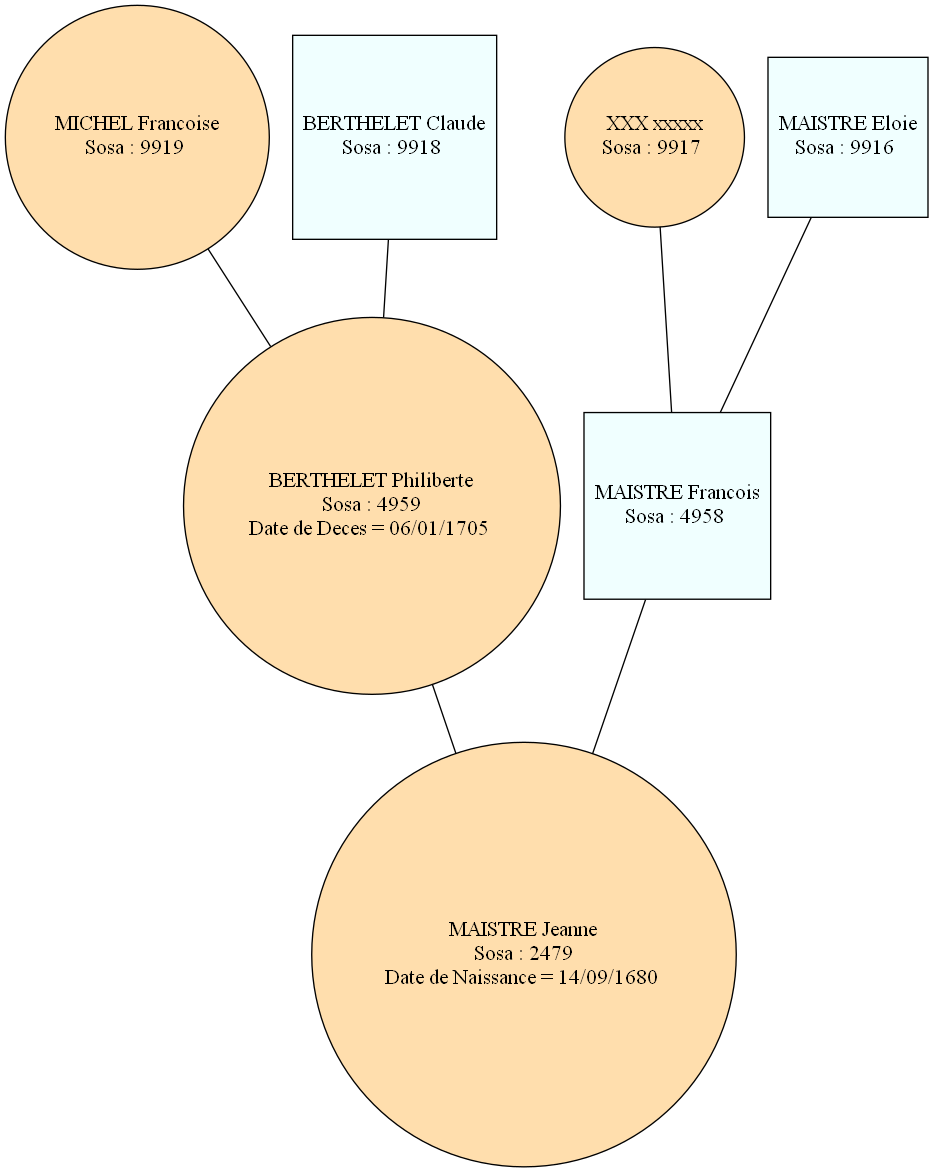 MICHEL Francoise
Sosa : 9919
BERTHELET Claude
Sosa : 9918
XXX xxxxx
Sosa : 9917
MAISTRE Eloie
Sosa : 9916
BERTHELET Philiberte
Sosa : 4959
Date de Deces = 06/01/1705
MAISTRE Francois
Sosa : 4958
MAISTRE Jeanne
Sosa : 2479
Date de Naissance = 14/09/1680